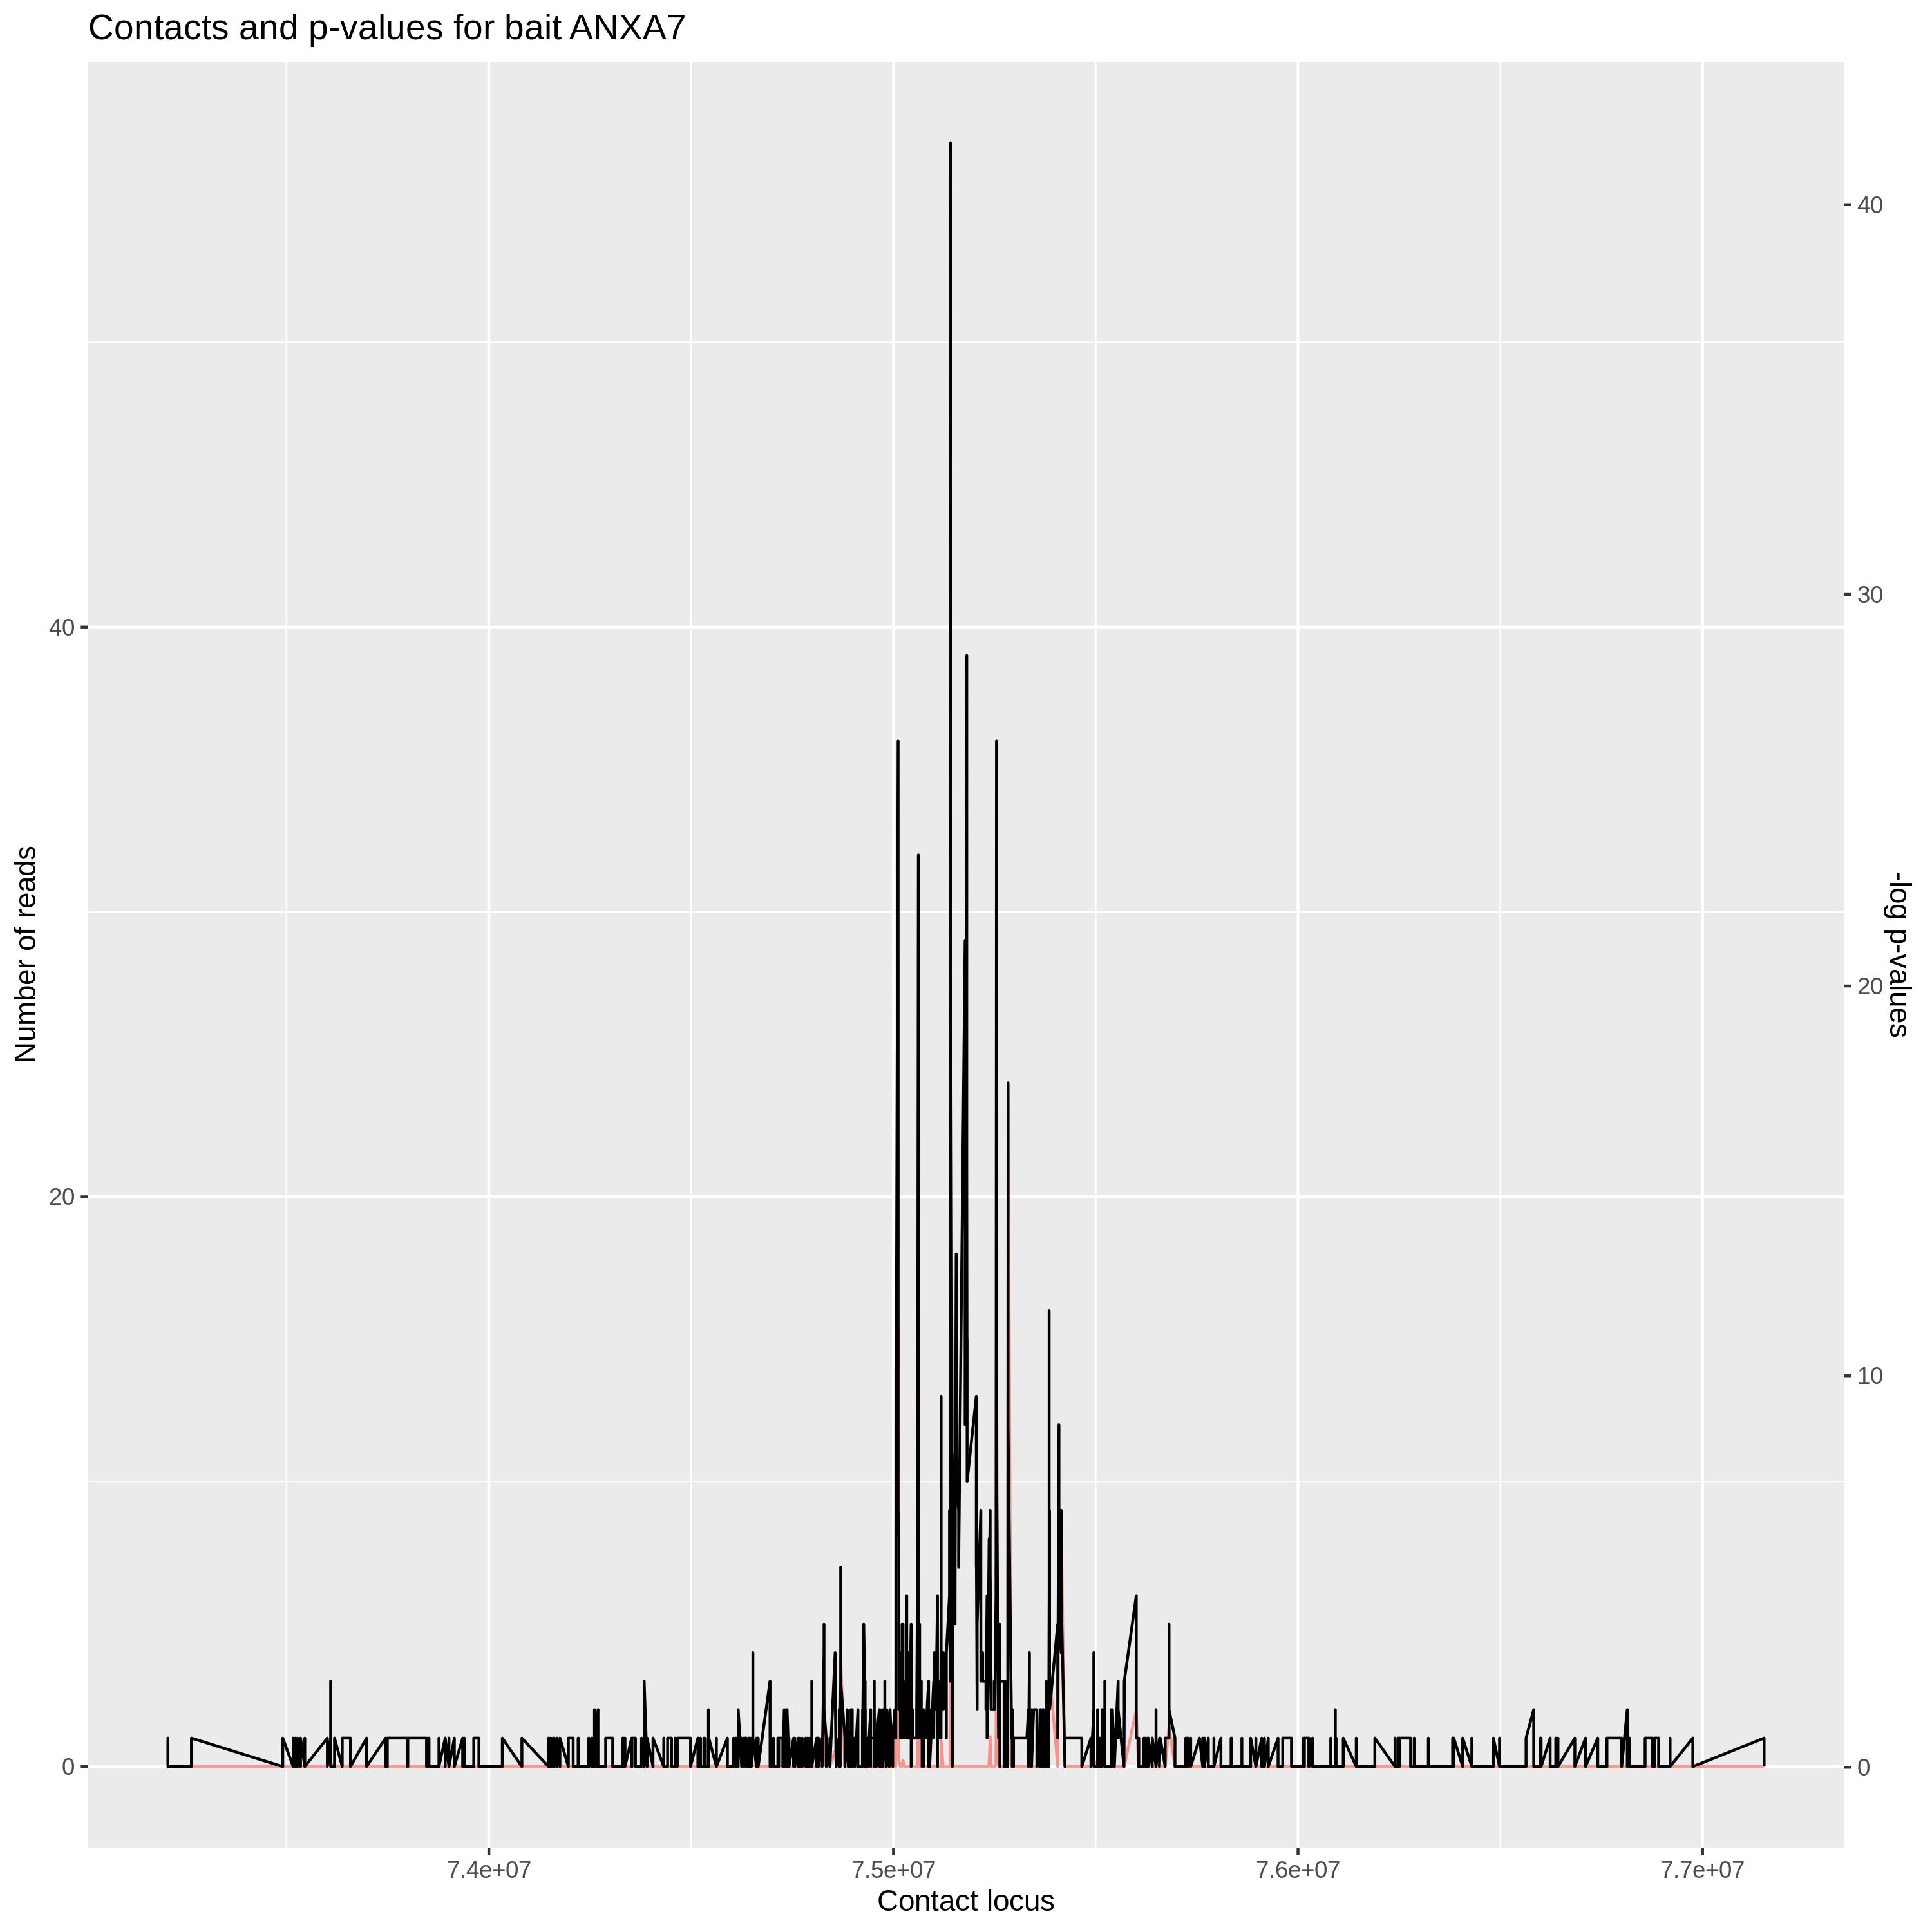 Contacts and p-values for bait ANXA7
Number of reads
40
20
0
40
30
20
10
0
-log p-values
7.4e+07
7.5e+07
7.6e+07
7.7e+07
Contact locus